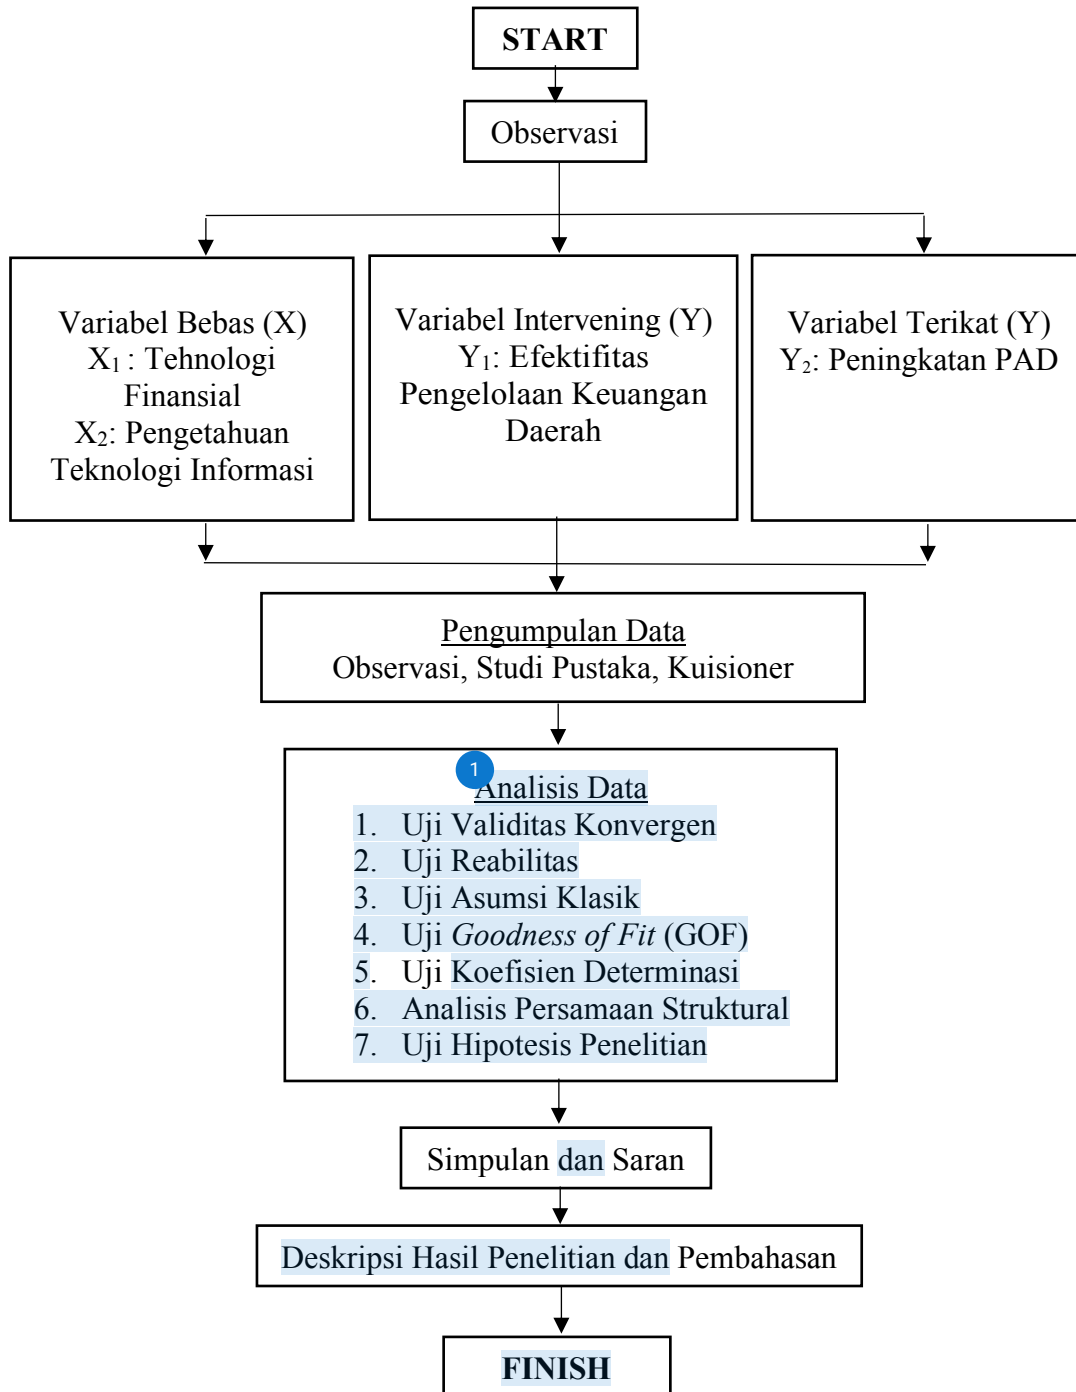 START
Observasi
Variabel Bebas (X)
X₁ : Tehnologi
Finansial
X₂: Pengetahuan
Teknologi Informasi
Variabel Intervening (Y)
Y₁: Efektifitas
Pengelolaan Keuangan
Daerah
Variabel Terikat (Y)
Y₂: Peningkatan PAD
Pengumpulan Data
Observasi, Studi Pustaka, Kuisioner
1
Analisis Data
1. Uji Validitas Konvergen
2. Uji Reabilitas
3. Uji Asumsi Klasik
4. Uji Goodness of Fit (GOF)
5. Uji Koefisien Determinasi
6. Analisis Persamaan Struktural
7. Uji Hipotesis Penelitian
Simpulan dan Saran
Deskripsi Hasil Penelitian dan Pembahasan
FINISH